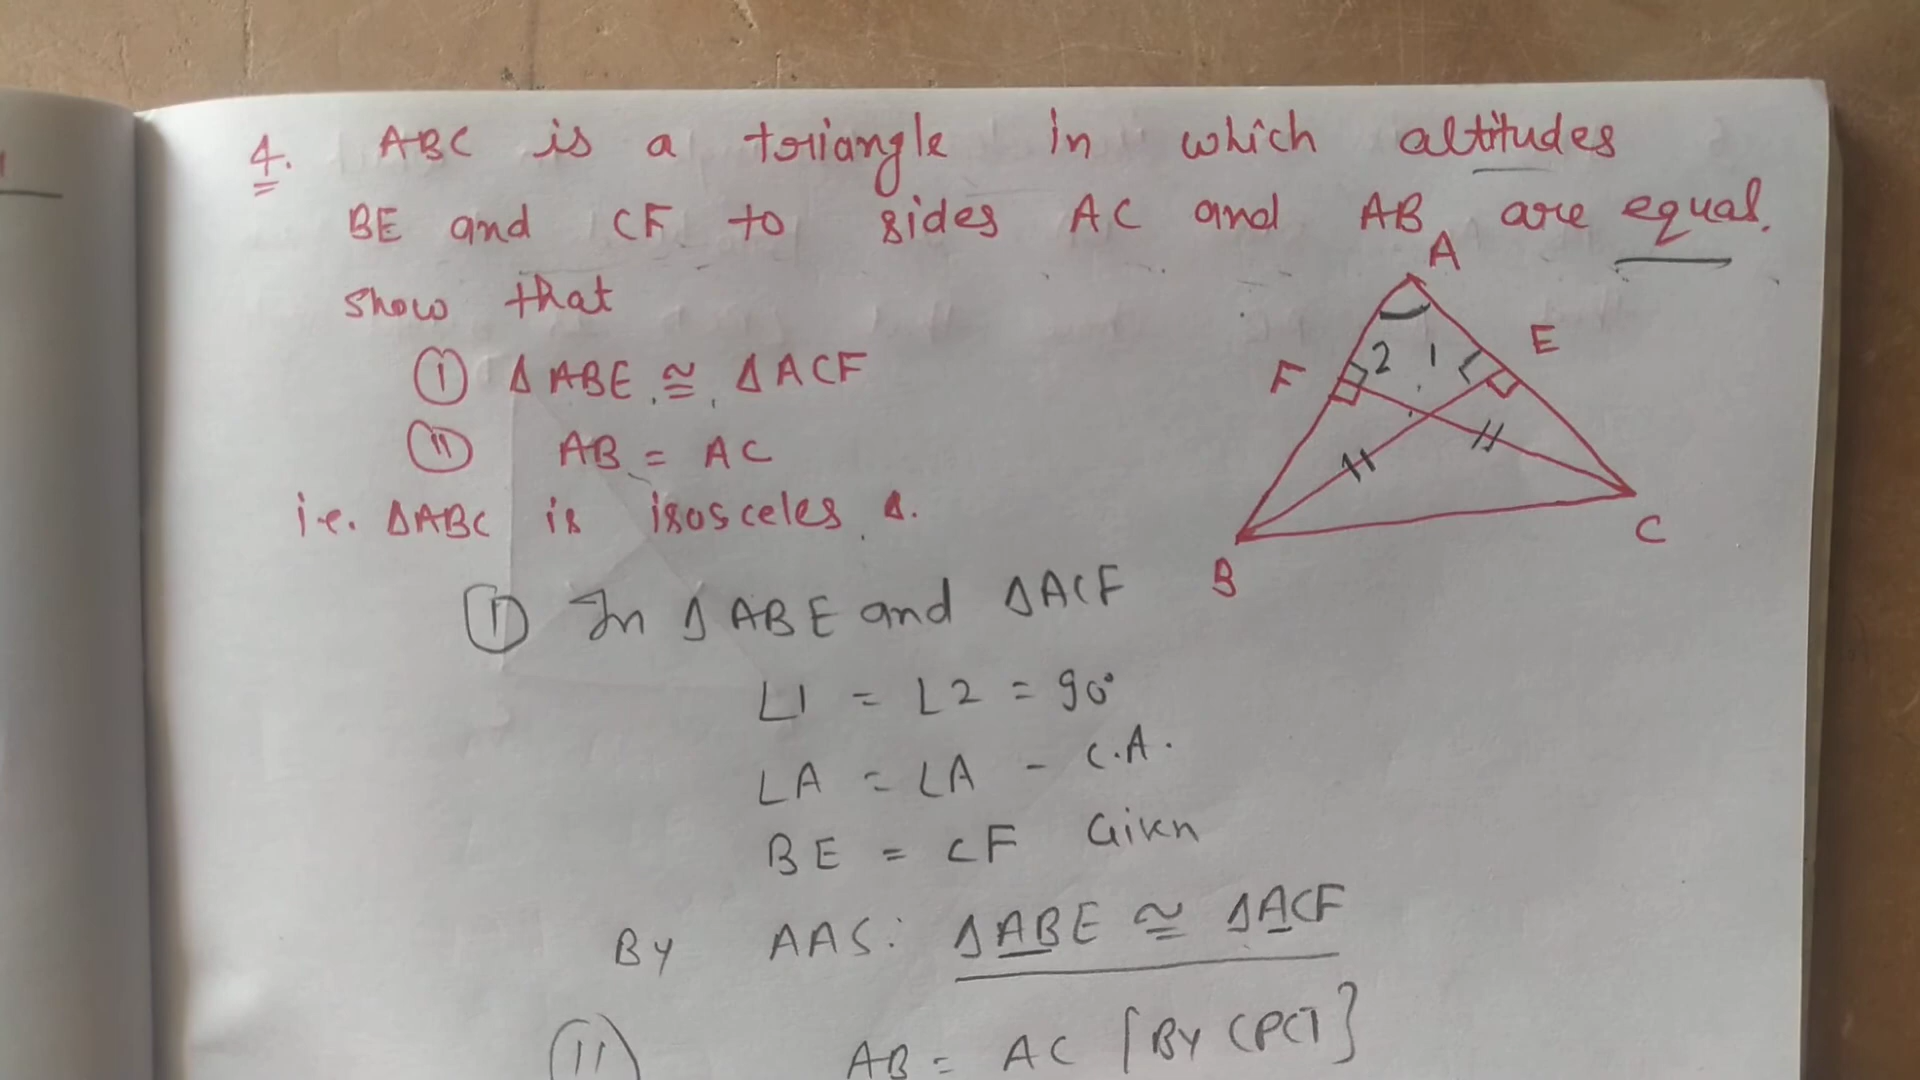 4. ABC is a triangle in which altitudes
BE and CF to sides AC and AB are equal.
show that
(i) Δ ABE ≅ ΔACF
(ii) AB = AC
i.e. ΔABC is isosceles Δ.
A
E
F
2 1
B
C
(i) In ΔABE and ΔACF
∠1 = ∠2 = 90°
∠A = ∠A - C.A.
BE = CF Given
By AAS: ΔABE ≅ ΔACF
(ii) AB = AC [By CPCT]